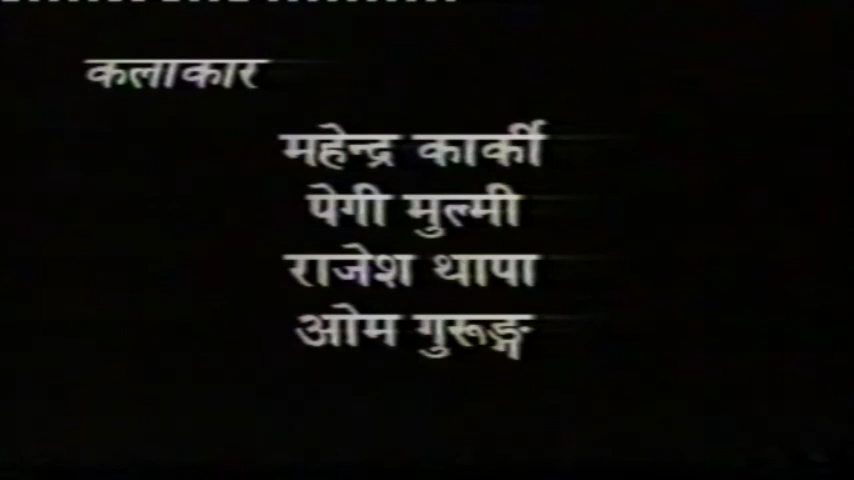 कलाकार
महेन्द्र कार्की
पेगी मुल्मी
राजेश थापा
ओम गुरूङ्ग